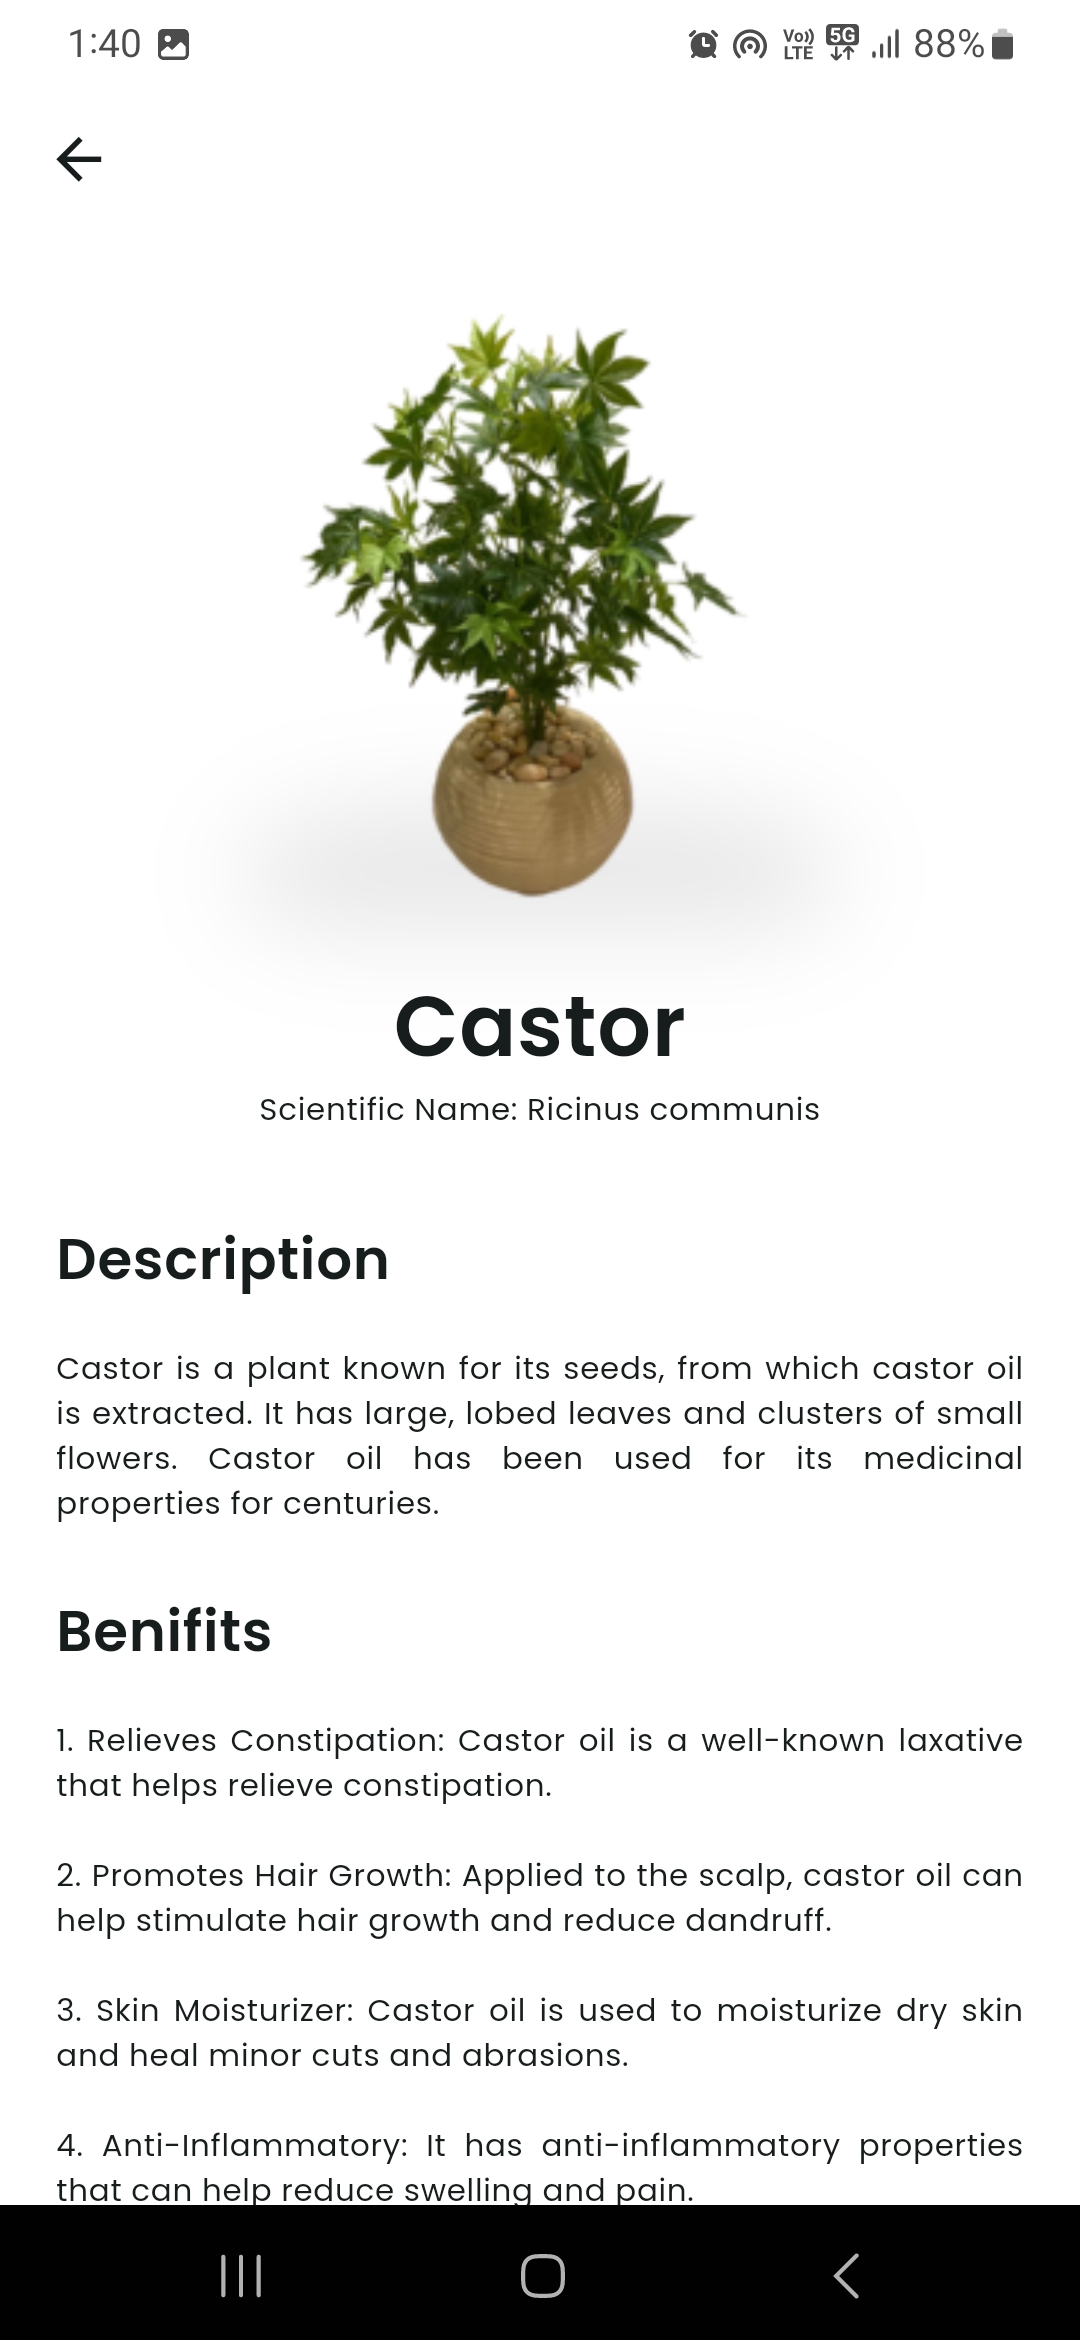 1:40
Vo)) LTE 5G 88%
Castor
Scientific Name: Ricinus communis
Description
Castor is a plant known for its seeds, from which castor oil
is extracted. It has large, lobed leaves and clusters of small
flowers. Castor oil has been used for its medicinal
properties for centuries.
Benifits
1. Relieves Constipation: Castor oil is a well-known laxative
that helps relieve constipation.
2. Promotes Hair Growth: Applied to the scalp, castor oil can
help stimulate hair growth and reduce dandruff.
3. Skin Moisturizer: Castor oil is used to moisturize dry skin
and heal minor cuts and abrasions.
4. Anti-Inflammatory: It has anti-inflammatory properties
that can help reduce swelling and pain.